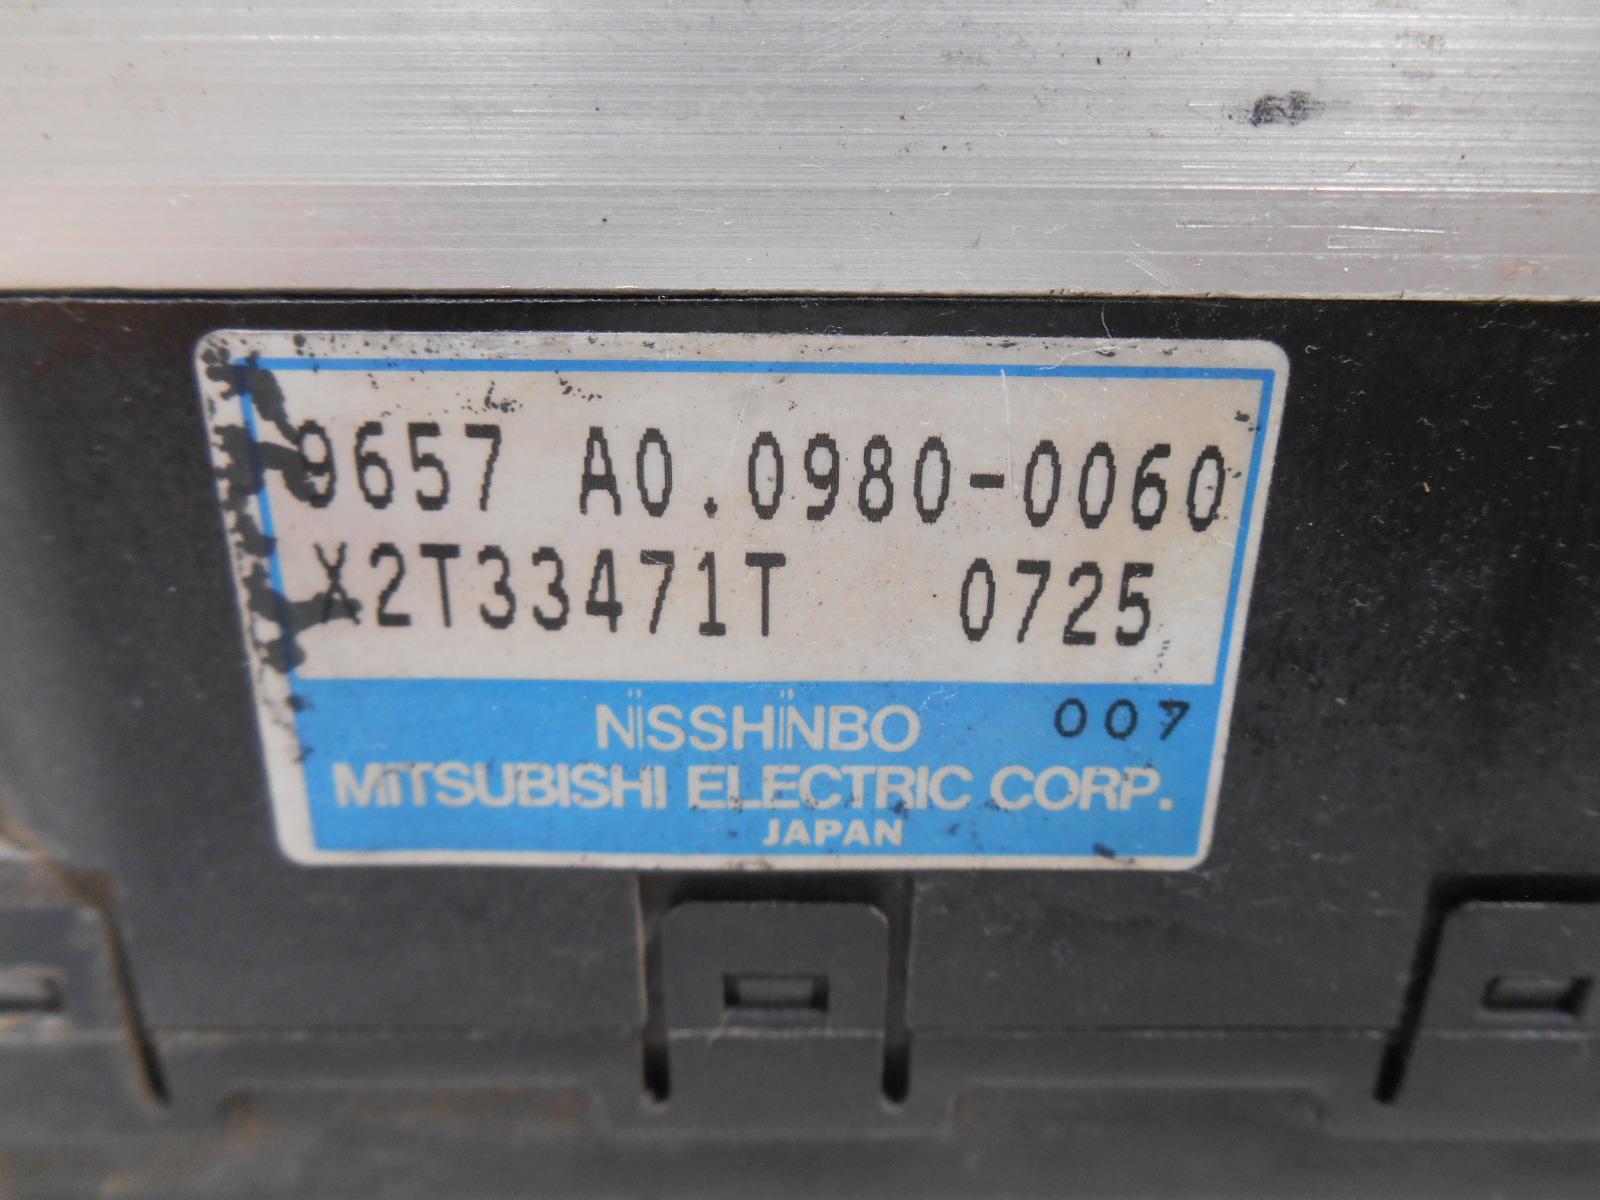 9657 A0.0980-0060
X2T33471T 0725
NISSHINBO 007
MITSUBISHI ELECTRIC CORP.
JAPAN